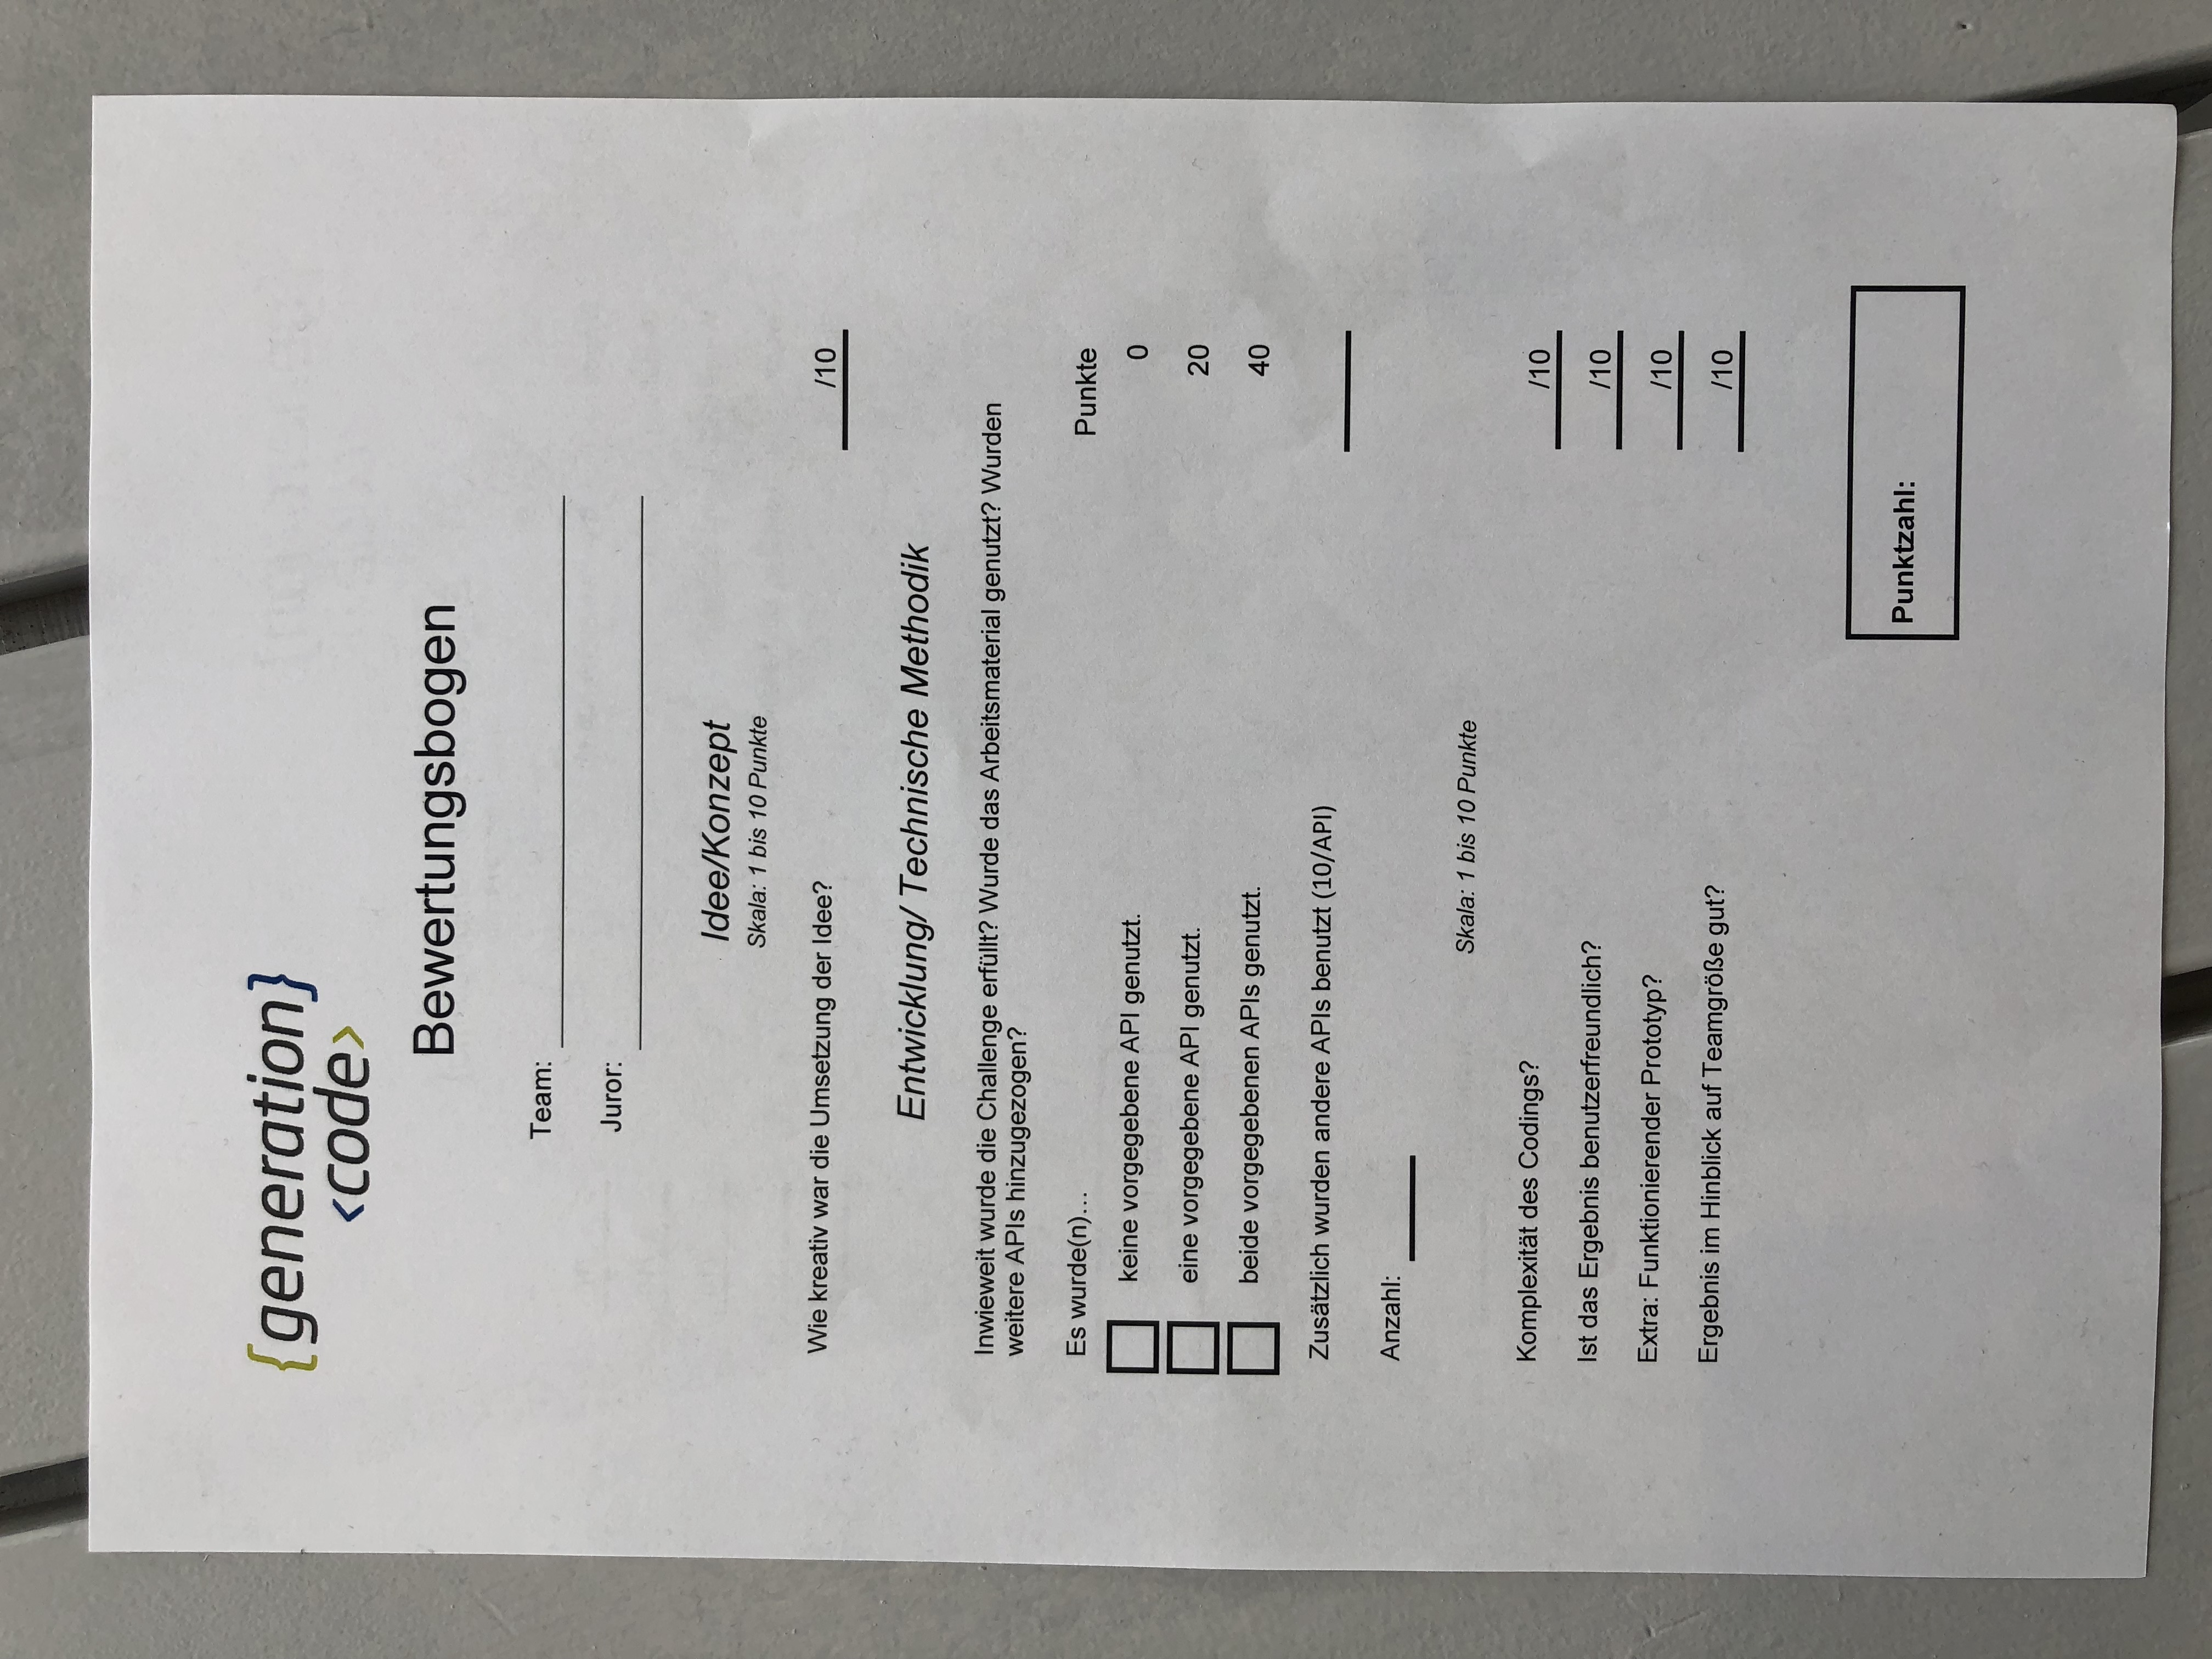 {generation}
<code>
Bewertungsbogen
Team:
Juror:
Idee/Konzept
Skala: 1 bis 10 Punkte
Wie kreativ war die Umsetzung der Idee? /10
Entwicklung/ Technische Methodik
Inwieweit wurde die Challenge erfüllt? Wurde das Arbeitsmaterial genutzt? Wurden
weitere APIs hinzugezogen?
Es wurde(n)... Punkte
keine vorgegebene API genutzt. 0
eine vorgegebene API genutzt. 20
beide vorgegebenen APIs genutzt. 40
Zusätzlich wurden andere APIs benutzt (10/API)
Anzahl:
Skala: 1 bis 10 Punkte
Komplexität des Codings? /10
Ist das Ergebnis benutzerfreundlich? /10
Extra: Funktionierender Prototyp? /10
Ergebnis im Hinblick auf Teamgröße gut? /10
Punktzahl: